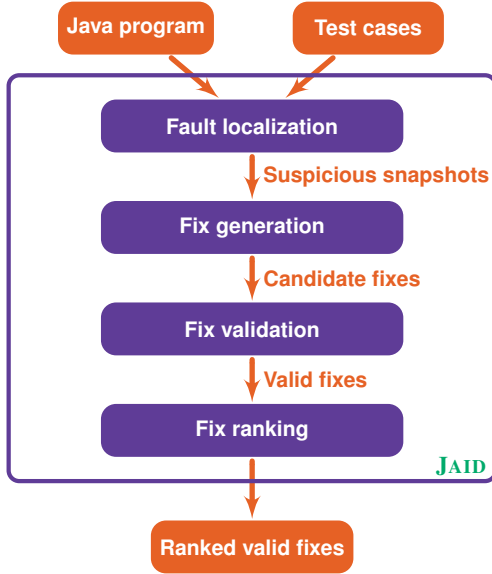 Java program
Test cases
Fault localization
Suspicious snapshots
Fix generation
Candidate fixes
Fix validation
Valid fixes
Fix ranking
JAID
Ranked valid fixes